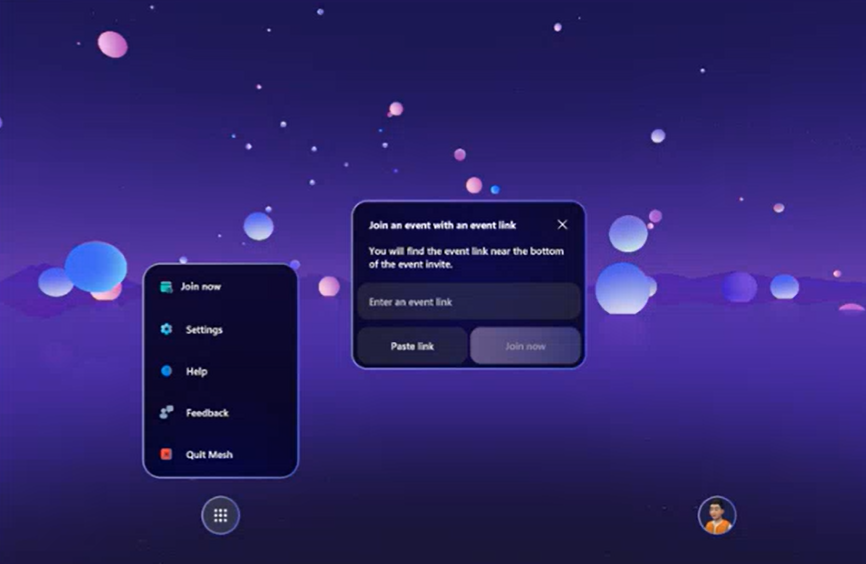 Join an event with an event link
You will find the event link near the bottom
of the event invite.
Enter an event link
Paste link
Join now
Join now
Settings
Help
Feedback
Quit Mesh